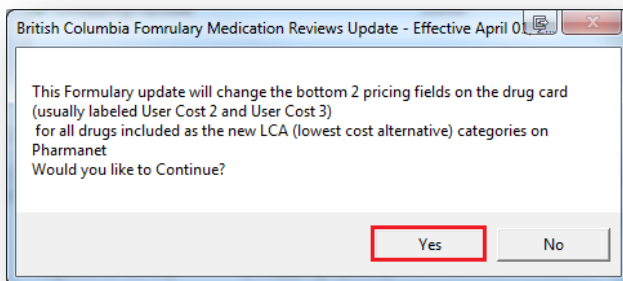 British Columbia Fomrulary Medication Reviews Update - Effective April 01,
This Formulary update will change the bottom 2 pricing fields on the drug card
(usually labeled User Cost 2 and User Cost 3)
for all drugs included as the new LCA (lowest cost alternative) categories on
Pharmanet
Would you like to Continue?
Yes No